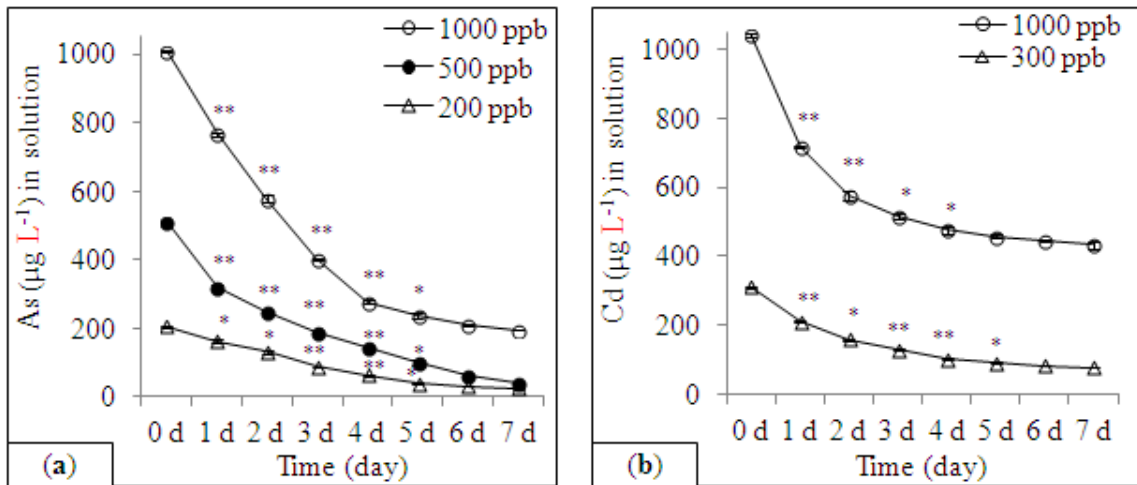 1000 ppb
500 ppb
200 ppb
As (μg L⁻¹) in solution
1000
800
600
400
200
0
**
**
**
**
*
**
**
**
**
*
*
*
**
**
*
0 d 1 d 2 d 3 d 4 d 5 d 6 d 7 d
Time (day)
(a)
1000 ppb
300 ppb
Cd (μg L⁻¹) in solution
1000
800
600
400
200
0
**
**
*
*
**
*
**
**
*
0 d 1 d 2 d 3 d 4 d 5 d 6 d 7 d
Time (day)
(b)